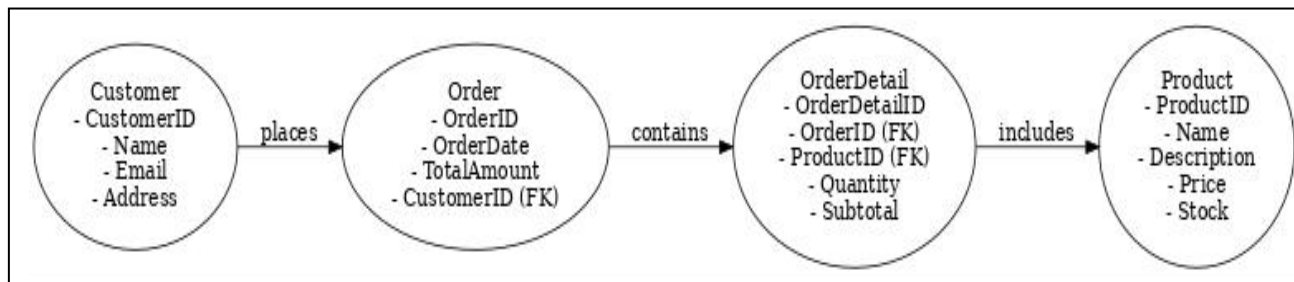 Customer
- CustomerID
- Name
- Email
- Address
places
Order
- OrderID
- OrderDate
- TotalAmount
- CustomerID (FK)
contains
OrderDetail
- OrderDetailID
- OrderID (FK)
- ProductID (FK)
- Quantity
- Subtotal
includes
Product
- ProductID
- Name
- Description
- Price
- Stock